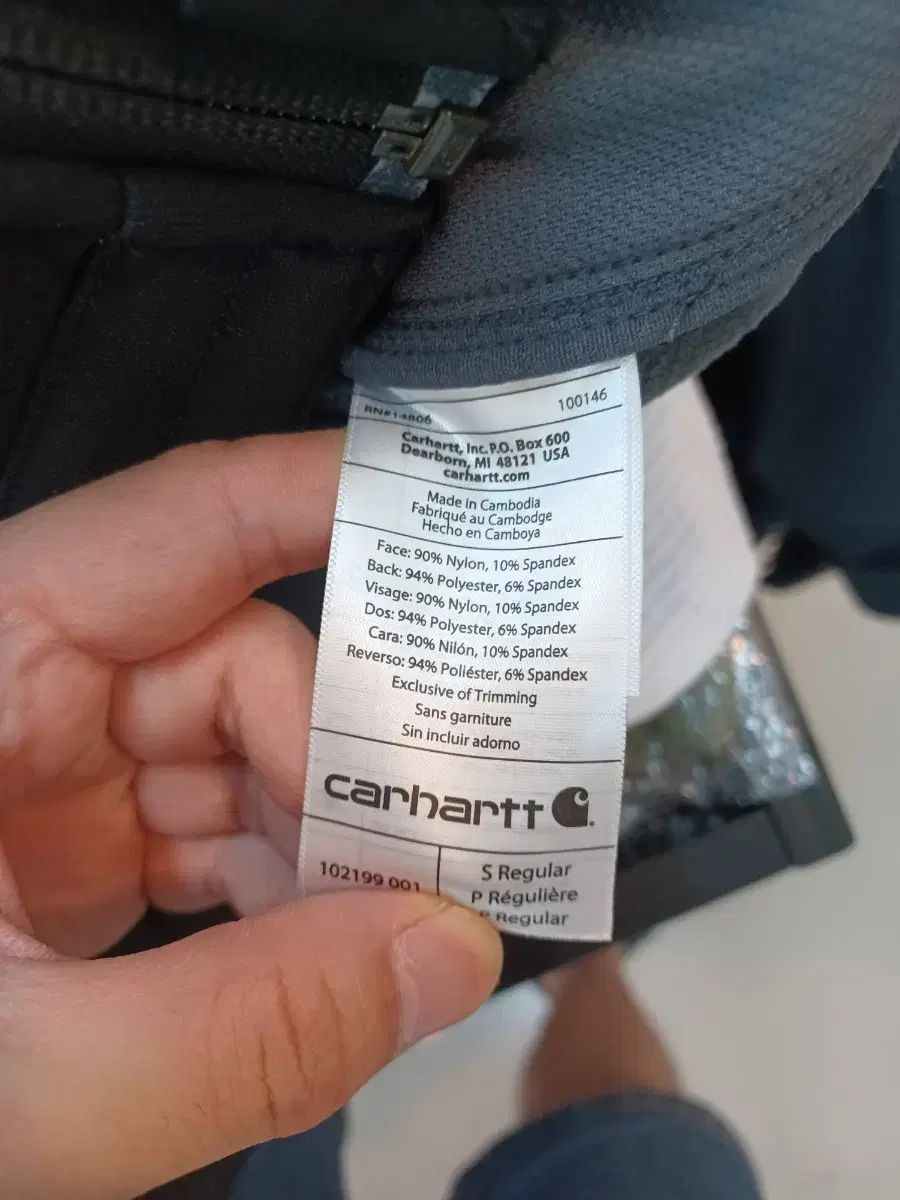 RN#14806 100146
Carhartt, Inc. P.O. Box 600
Dearborn, MI 48121 USA
carhartt.com
Made in Cambodia
Fabriqué au Cambodge
Hecho en Camboya
Face: 90% Nylon, 10% Spandex
Back: 94% Polyester, 6% Spandex
Visage: 90% Nylon, 10% Spandex
Dos: 94% Polyester, 6% Spandex
Cara: 90% Nilón, 10% Spandex
Reverso: 94% Poliéster, 6% Spandex
Exclusive of Trimming
Sans garniture
Sin incluir adorno
carhartt
102199 001
S Regular
P Régulière
P Regular